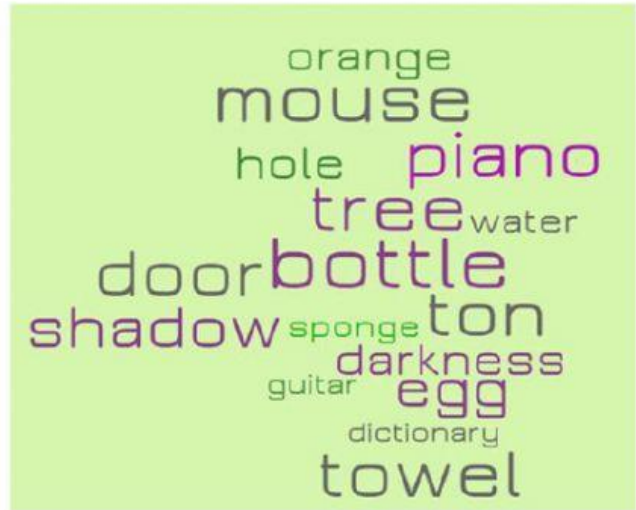 orange
mouse
hole piano
tree water
door bottle
shadow sponge ton
darkness
guitar egg
dictionary
towel